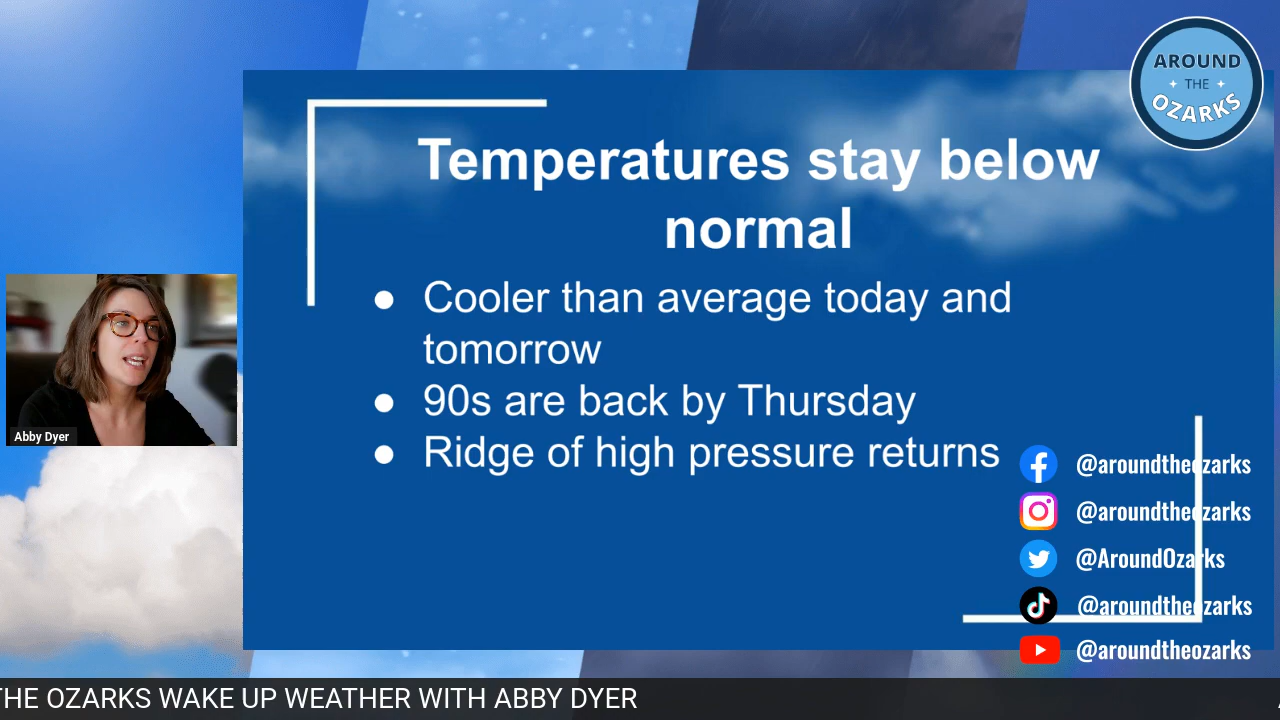 AROUND
THE
OZARKS
Temperatures stay below
normal
● Cooler than average today and
tomorrow
● 90s are back by Thursday
● Ridge of high pressure returns
Abby Dyer
@aroundtheozarks
@aroundtheozarks
@AroundOzarks
@aroundtheozarks
@aroundtheozarks
THE OZARKS WAKE UP WEATHER WITH ABBY DYER